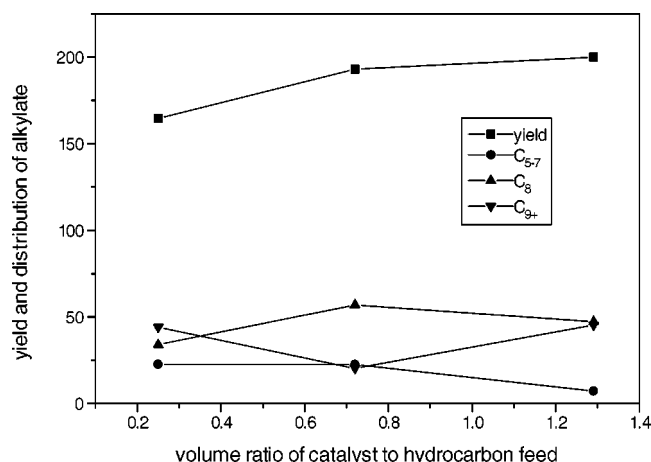 200
150
100
50
0
yield and distribution of alkylate
yield
C5-7
C8
C9+
0.2 0.4 0.6 0.8 1.0 1.2 1.4
volume ratio of catalyst to hydrocarbon feed